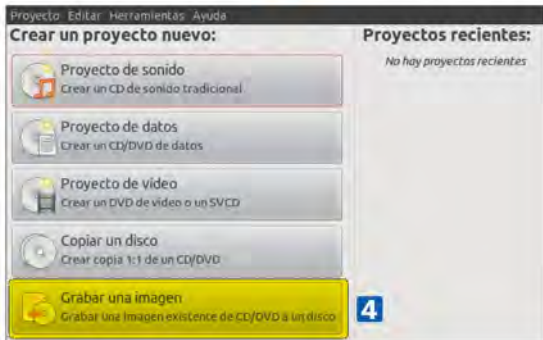 Proyecto Editar Herramientas Ayuda
Crear un proyecto nuevo:
Proyectos recientes:
No hay proyectos recientes
Proyecto de sonido
Crear un CD de sonido tradicional
Proyecto de datos
Crear un CD/DVD de datos
Proyecto de vídeo
Crear un DVD de vídeo o un SVCD
Copiar un disco
Crear copia 1:1 de un CD/DVD
Grabar una imagen
Grabar una imagen existente de CD/DVD a un disco
4